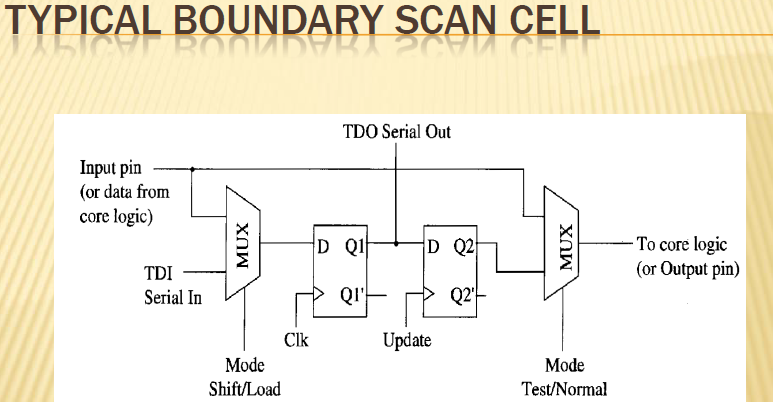 TYPICAL BOUNDARY SCAN CELL
TDO Serial Out
Input pin
(or data from
core logic)
MUX
TDI
Serial In
D Q1
Q1'
Clk
D Q2
Q2'
Update
MUX
To core logic
(or Output pin)
Mode
Shift/Load
Mode
Test/Normal